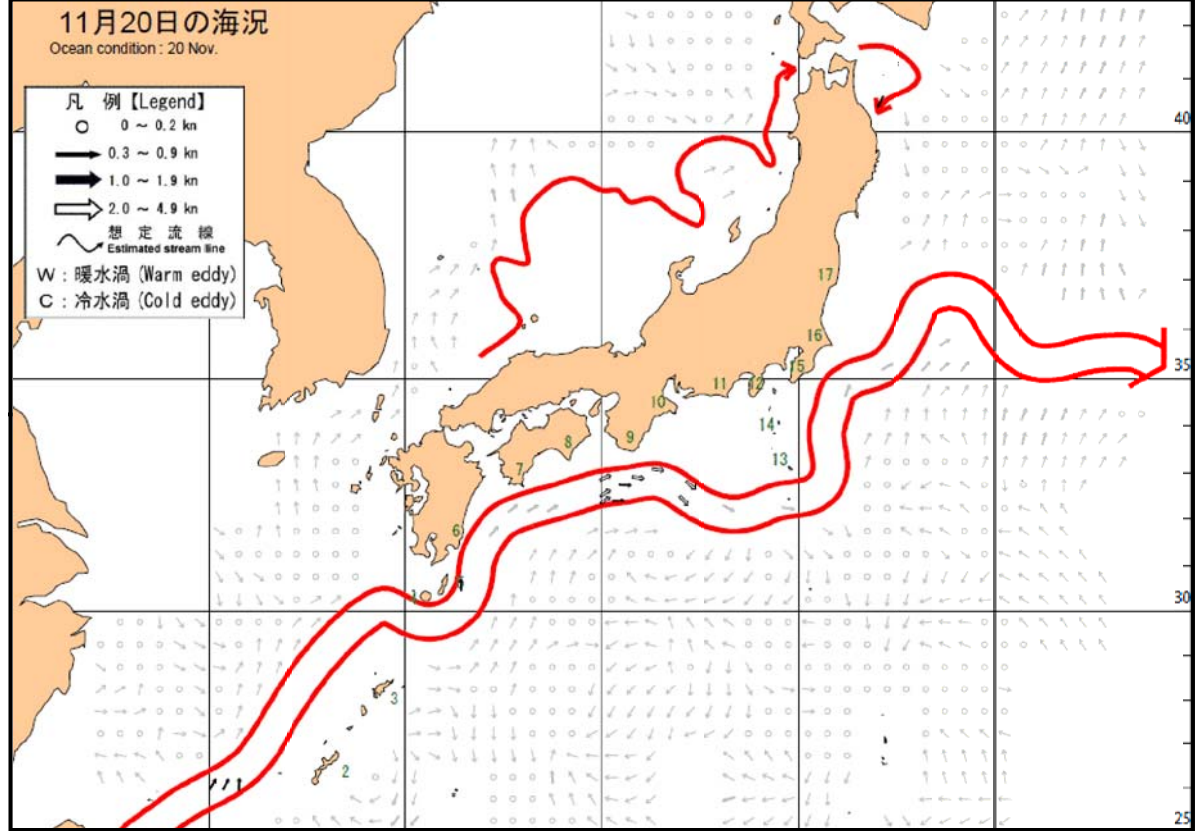 11月20日の海況
Ocean condition : 20 Nov.
凡 例【Legend】
0 ~ 0.2 kn
0.3 ~ 0.9 kn
1.0 ~ 1.9 kn
2.0 ~ 4.9 kn
想 定 流 線
Estimated stream line
W : 暖水渦 (Warm eddy)
C : 冷水渦 (Cold eddy)
40
17
16
35
15
12
11
10
14
9
8
13
7
6
30
1
3
2
25